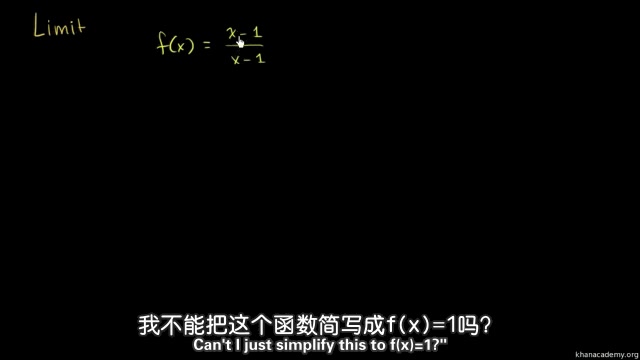 Limit
f(x) = x - 1
x - 1
我不能把这个函数简写成f(x)=1吗?
Can't I just simplify this to f(x)=1?"
khanacademy.org